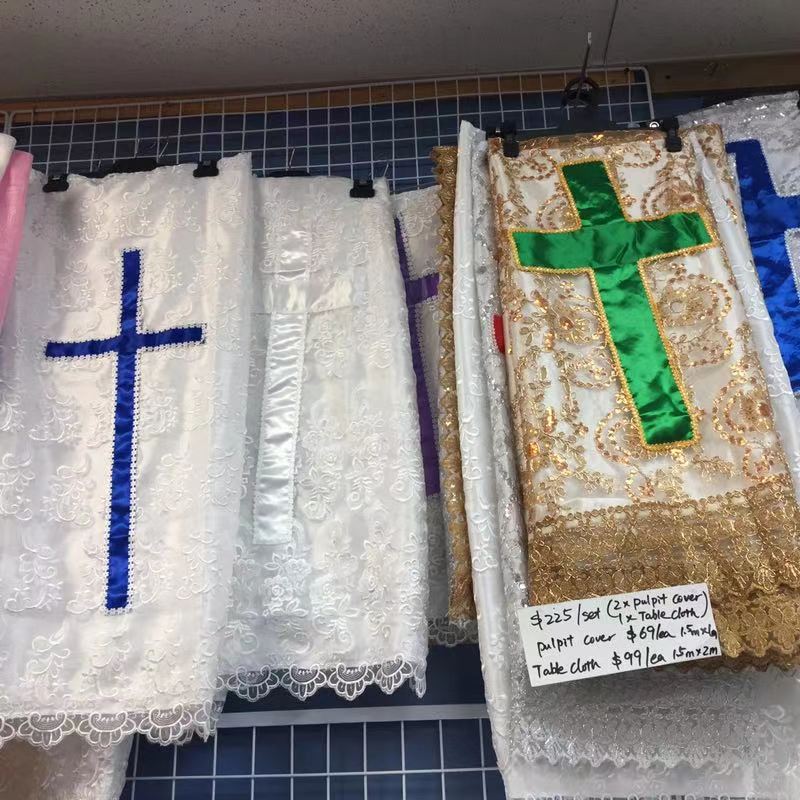 $225/set (2x pulpit cover)
1x Table cloth)
pulpit cover $69/ea 1.5m x
Table cloth $99/ea 1.5m x 2m